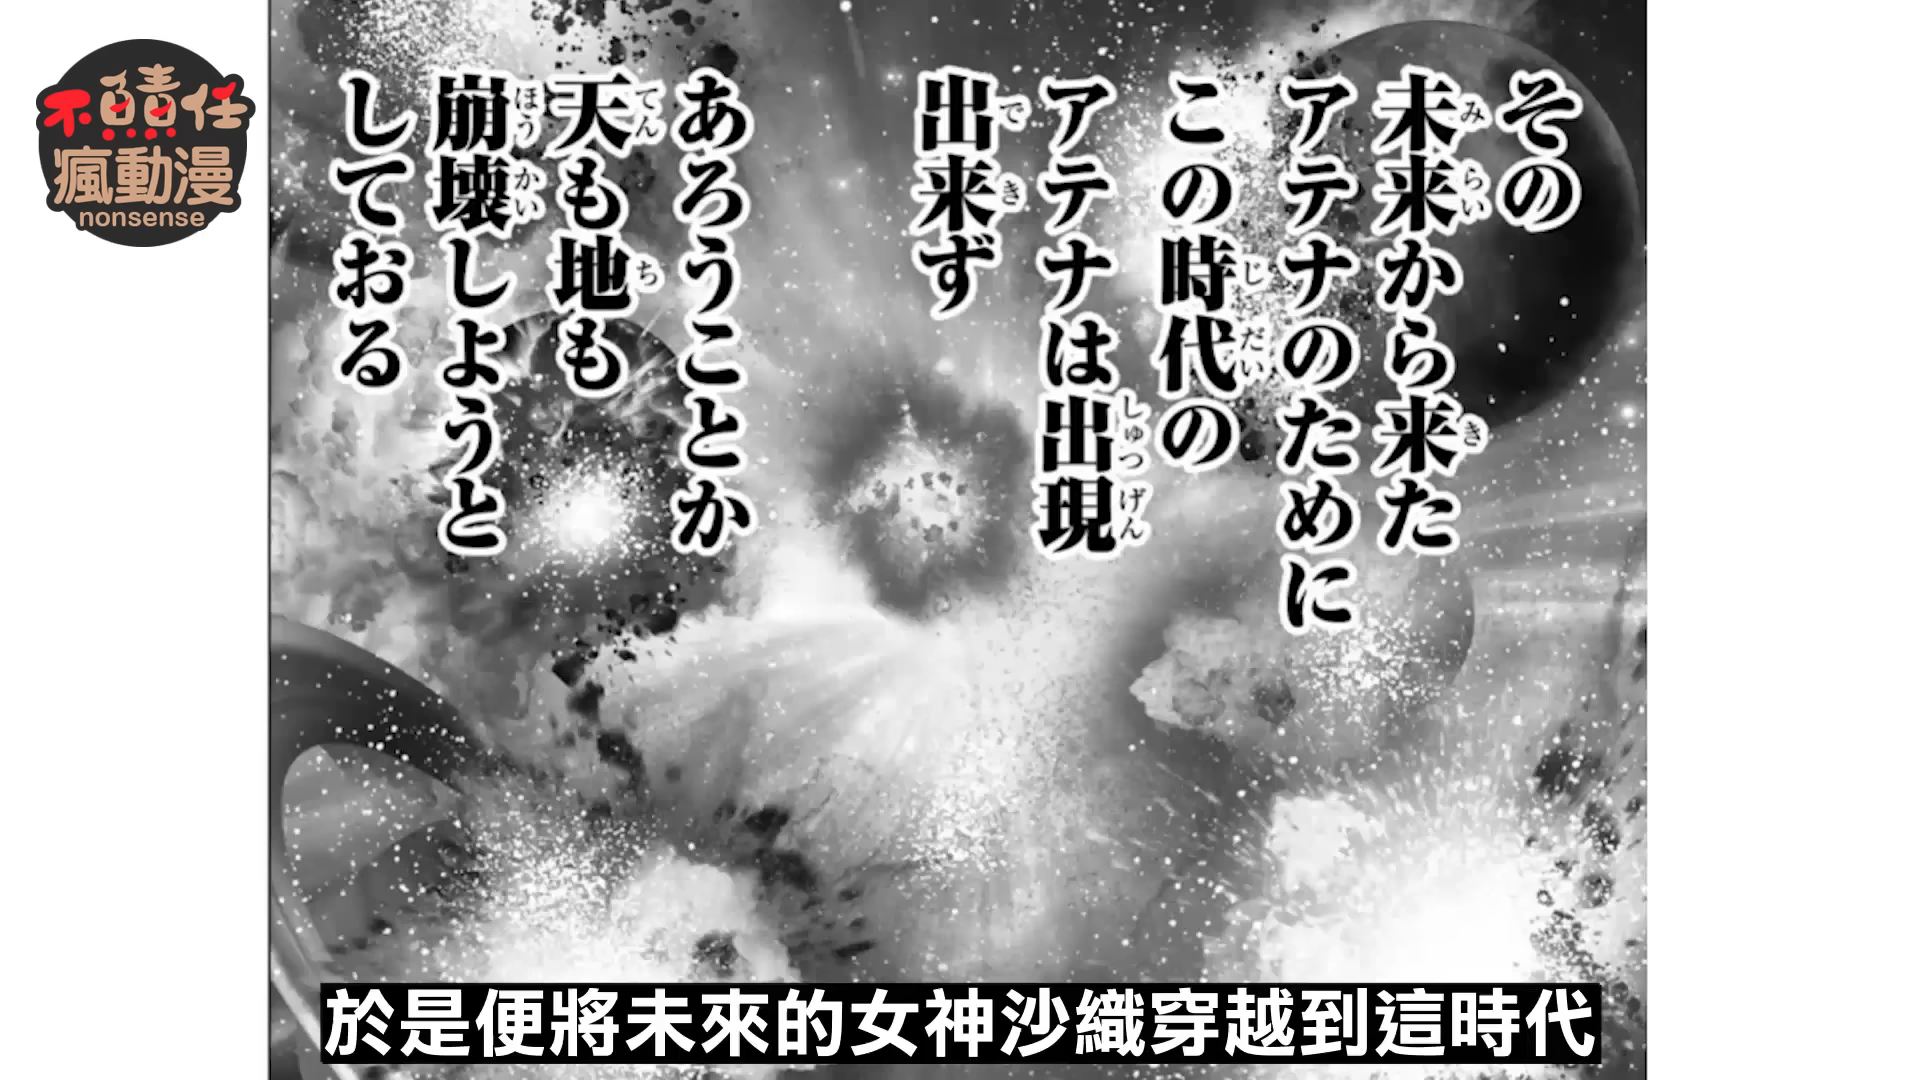 不賾任
瘋動漫
nonsense
その
未来から来た
アテナのために
この時代の
アテナは出現
出来ず
あろうことか
天も地も
崩壊しようと
しておる
於是便將未來的女神沙織穿越到這時代